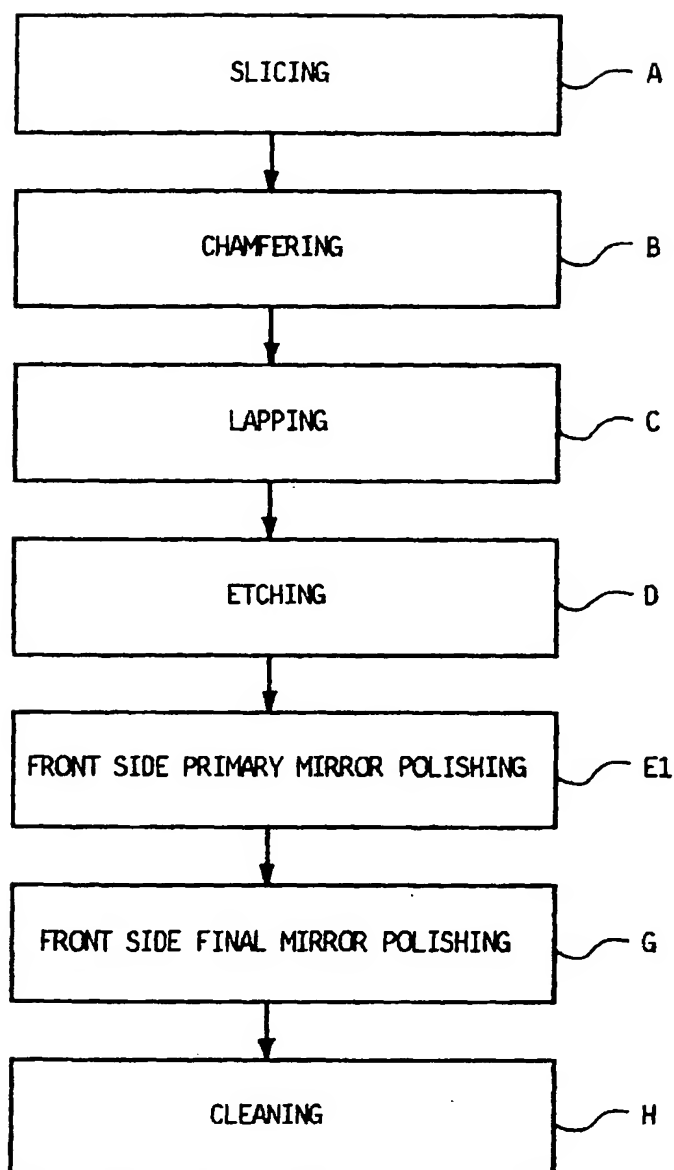 SLICING A
CHAMFERING B
LAPPING C
ETCHING D
FRONT SIDE PRIMARY MIRROR POLISHING E1
FRONT SIDE FINAL MIRROR POLISHING G
CLEANING H